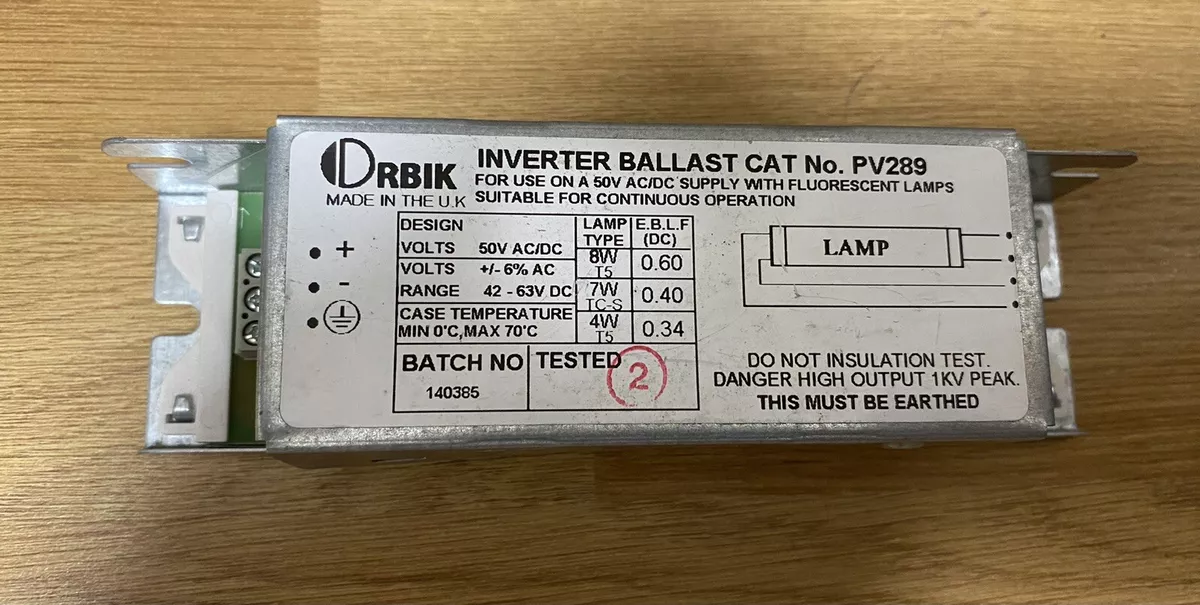 ORBIK
MADE IN THE U.K
INVERTER BALLAST CAT No. PV289
FOR USE ON A 50V AC/DC SUPPLY WITH FLUORESCENT LAMPS
SUITABLE FOR CONTINUOUS OPERATION
+
-
DESIGN
VOLTS 50V AC/DC
VOLTS +/- 6% AC
RANGE 42 - 63V DC
CASE TEMPERATURE
MIN 0'C,MAX 70'C
LAMP TYPE E.B.L.F (DC)
8W T5 0.60
7W TC-S 0.40
4W T5 0.34
BATCH NO
140385
TESTED
2
LAMP
DO NOT INSULATION TEST.
DANGER HIGH OUTPUT 1KV PEAK.
THIS MUST BE EARTHED